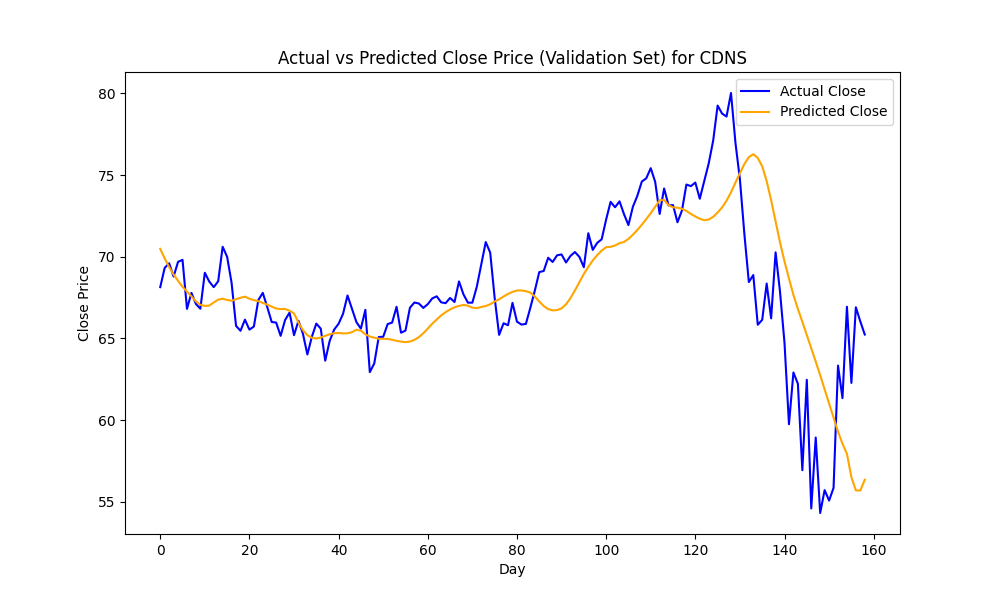 Actual vs Predicted Close Price (Validation Set) for CDNS
Actual Close
Predicted Close
Close Price
80
75
70
65
60
55
0 20 40 60 80 100 120 140 160
Day